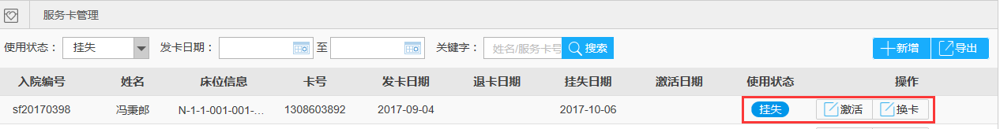 服务卡管理
使用状态： 挂失 发卡日期： 至 关键字： 姓名/服务卡号 搜索 新增 导出
入院编号 姓名 床位信息 卡号 发卡日期 退卡日期 挂失日期 激活日期 使用状态 操作
sf20170398 冯秉郎 N-1-1-001-001-... 1308603892 2017-09-04 2017-10-06 挂失 激活 换卡